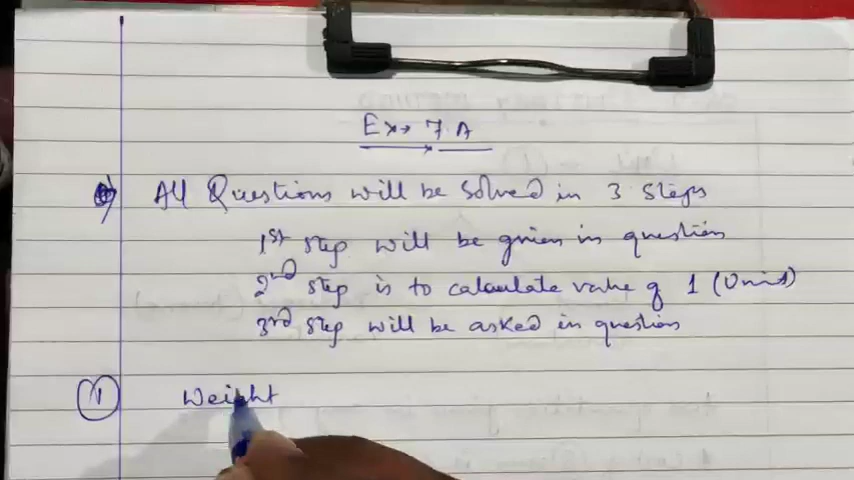 Ex → 7 A
All Questions will be solved in 3 steps
1st step will be given in question
2nd step is to calculate value of 1 (Unit)
3rd step will be asked in question
1 Weight